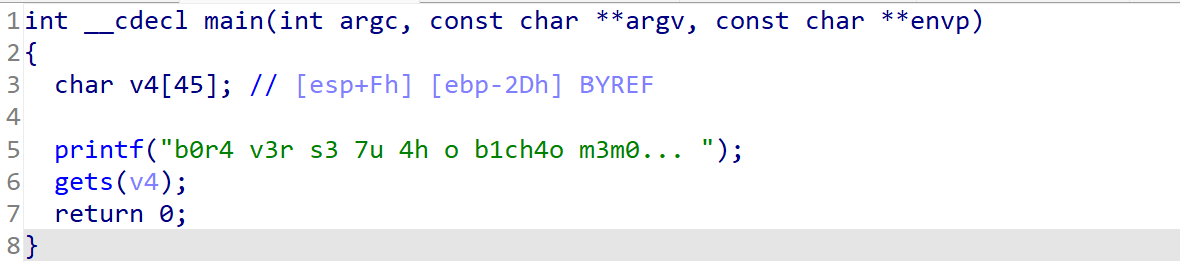 1 int __cdecl main(int argc, const char **argv, const char **envp)
2 {
3   char v4[45]; // [esp+Fh] [ebp-2Dh] BYREF
4
5   printf("b0r4 v3r s3 7u 4h o b1ch4o m3m0... ");
6   gets(v4);
7   return 0;
8 }